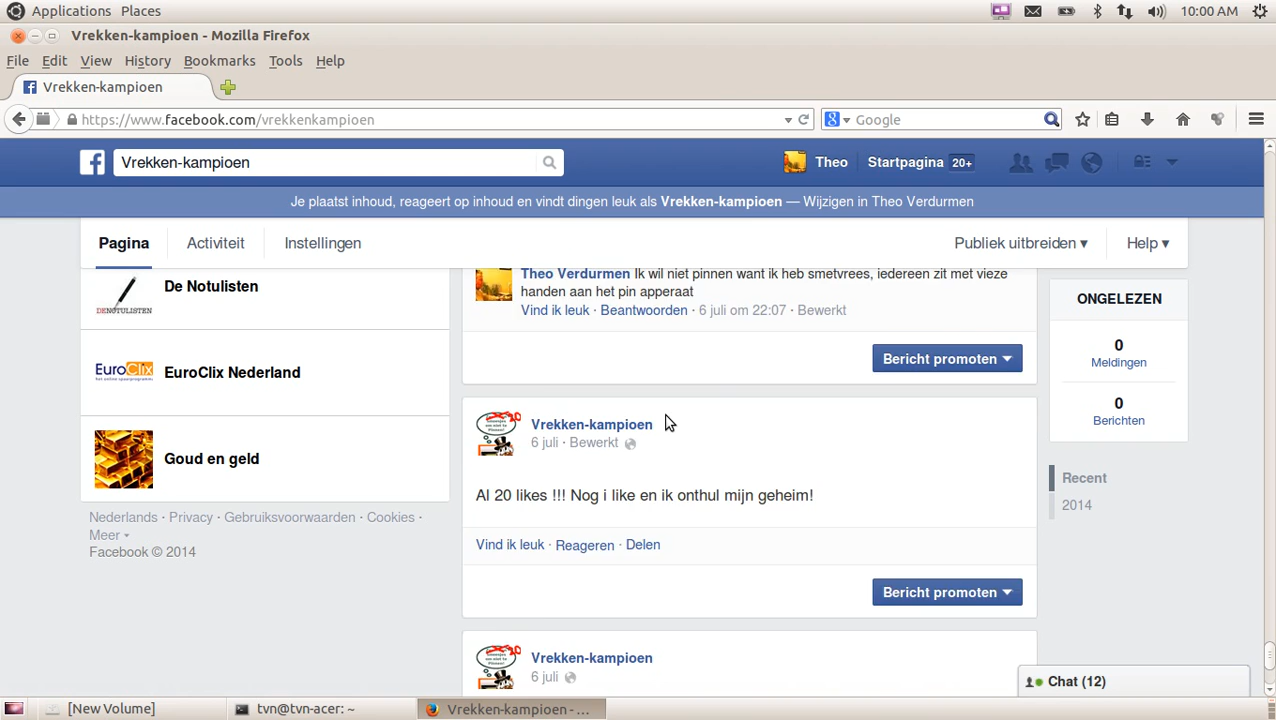 Applications Places
10:00 AM
Vrekken-kampioen - Mozilla Firefox
File Edit View History Bookmarks Tools Help
Vrekken-kampioen
https://www.facebook.com/vrekkenkampioen
Google
Vrekken-kampioen
Theo Startpagina 20+
Je plaatst inhoud, reageert op inhoud en vindt dingen leuk als Vrekken-kampioen — Wijzigen in Theo Verdurmen
Pagina Activiteit Instellingen Publiek uitbreiden ▾ Help ▾
De Notulisten
DENOTULISTEN
EuroClix
EuroClix Nederland
Goud en geld
Nederlands · Privacy · Gebruiksvoorwaarden · Cookies ·
Meer
Facebook © 2014
Theo Verdurmen Ik wil niet pinnen want ik heb smetvrees, iedereen zit met vieze
handen aan het pin apperaat
Vind ik leuk · Beantwoorden · 6 juli om 22:07 · Bewerkt
Bericht promoten
Vrekken-kampioen
6 juli · Bewerkt
Al 20 likes !!! Nog i like en ik onthul mijn geheim!
Vind ik leuk · Reageren · Delen
Bericht promoten
Vrekken-kampioen
6 juli
ONGELEZEN
0
Meldingen
0
Berichten
Recent
2014
Chat (12)
[New Volume] tvn@tvn-acer: ~ Vrekken-kampioen - ...